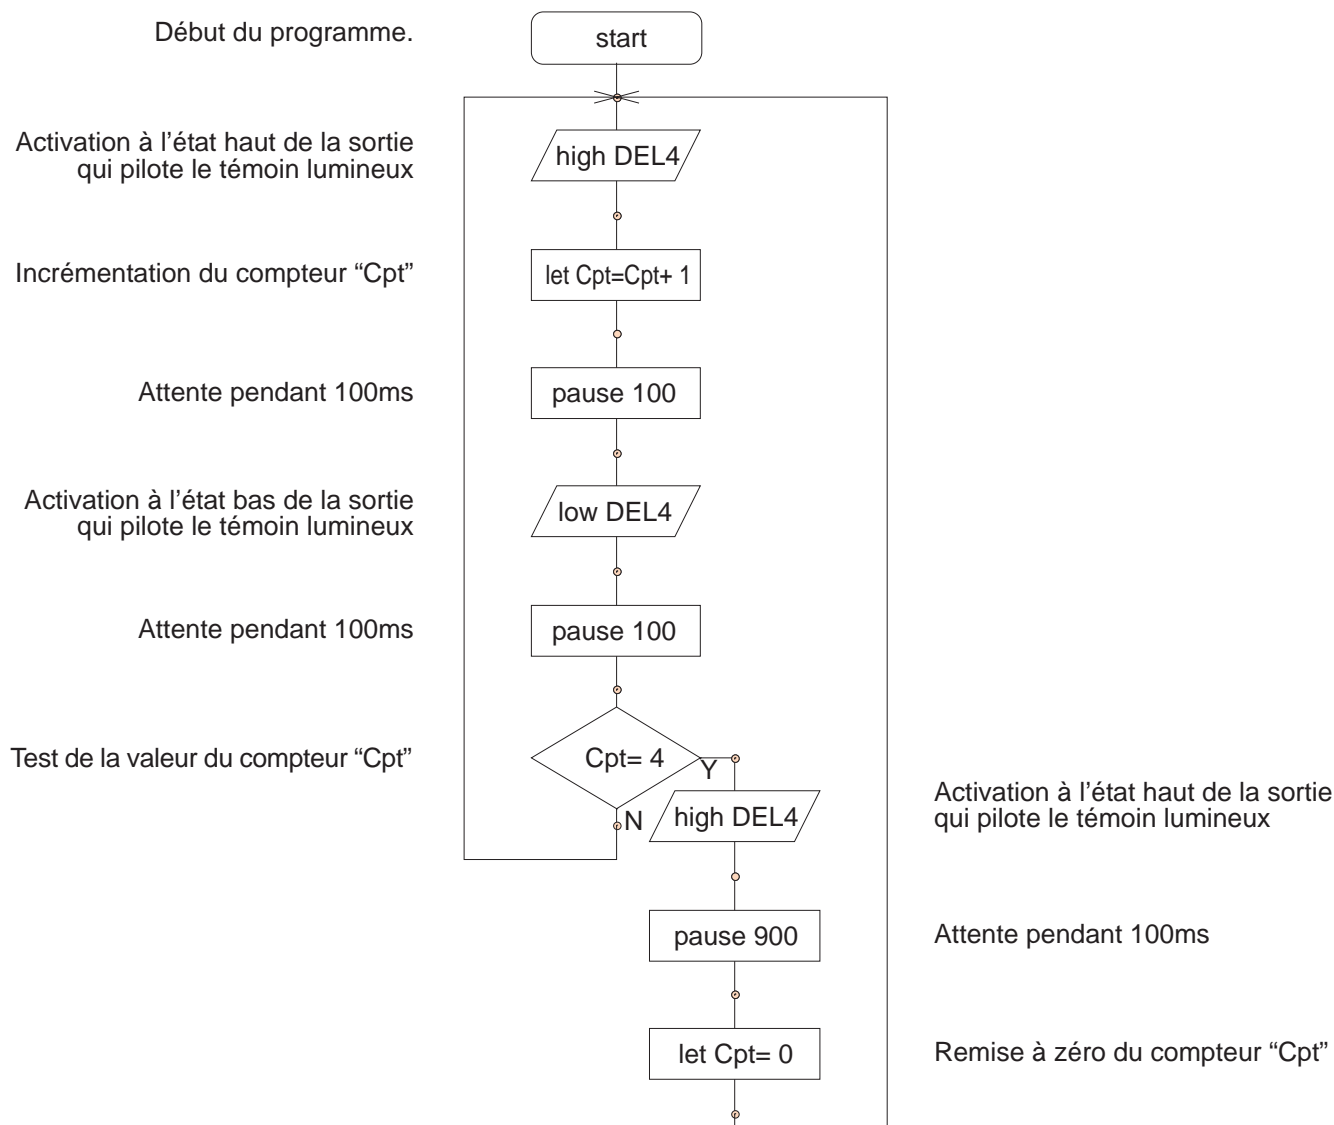 Début du programme.
start
Activation à l'état haut de la sortie
qui pilote le témoin lumineux
high DEL4
Incrémentation du compteur “Cpt”
let Cpt=Cpt+ 1
Attente pendant 100ms
pause 100
Activation à l'état bas de la sortie
qui pilote le témoin lumineux
low DEL4
Attente pendant 100ms
pause 100
Test de la valeur du compteur “Cpt”
Cpt= 4
Y
N
high DEL4
Activation à l'état haut de la sortie
qui pilote le témoin lumineux
pause 900
Attente pendant 100ms
let Cpt= 0
Remise à zéro du compteur “Cpt”